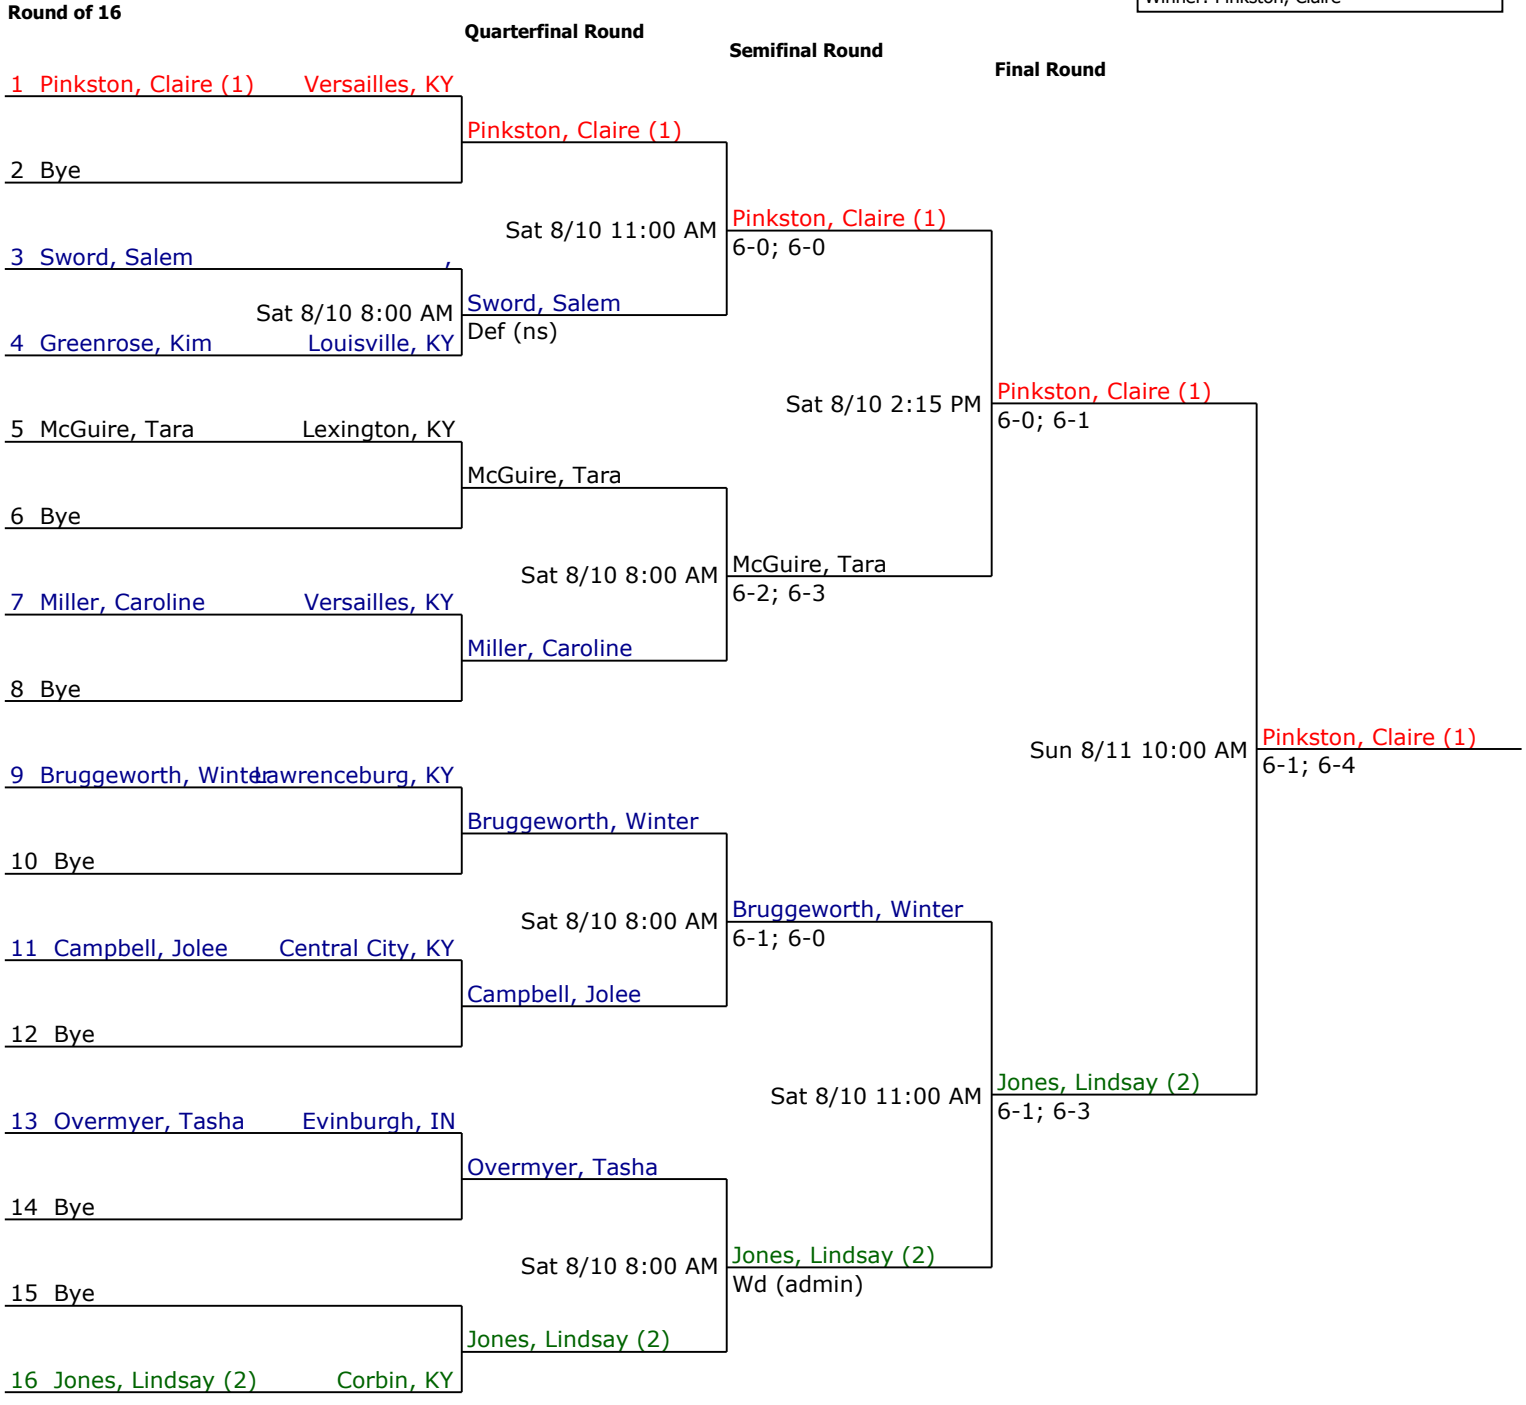 Winner: Pinkston, Claire
Round of 16
Quarterfinal Round
Semifinal Round
Final Round
1 Pinkston, Claire (1) Versailles, KY
Pinkston, Claire (1)
2 Bye
Sat 8/10 11:00 AM
Pinkston, Claire (1)
6-0; 6-0
3 Sword, Salem ,
Sat 8/10 8:00 AM
Sword, Salem
Def (ns)
4 Greenrose, Kim Louisville, KY
Sat 8/10 2:15 PM
Pinkston, Claire (1)
6-0; 6-1
5 McGuire, Tara Lexington, KY
McGuire, Tara
6 Bye
Sat 8/10 8:00 AM
McGuire, Tara
6-2; 6-3
7 Miller, Caroline Versailles, KY
Miller, Caroline
8 Bye
Sun 8/11 10:00 AM
Pinkston, Claire (1)
6-1; 6-4
9 Bruggeworth, Winter Lawrenceburg, KY
Bruggeworth, Winter
10 Bye
Sat 8/10 8:00 AM
Bruggeworth, Winter
6-1; 6-0
11 Campbell, Jolee Central City, KY
Campbell, Jolee
12 Bye
Sat 8/10 11:00 AM
Jones, Lindsay (2)
6-1; 6-3
13 Overmyer, Tasha Evinburgh, IN
Overmyer, Tasha
14 Bye
Sat 8/10 8:00 AM
Jones, Lindsay (2)
Wd (admin)
15 Bye
Jones, Lindsay (2)
16 Jones, Lindsay (2) Corbin, KY